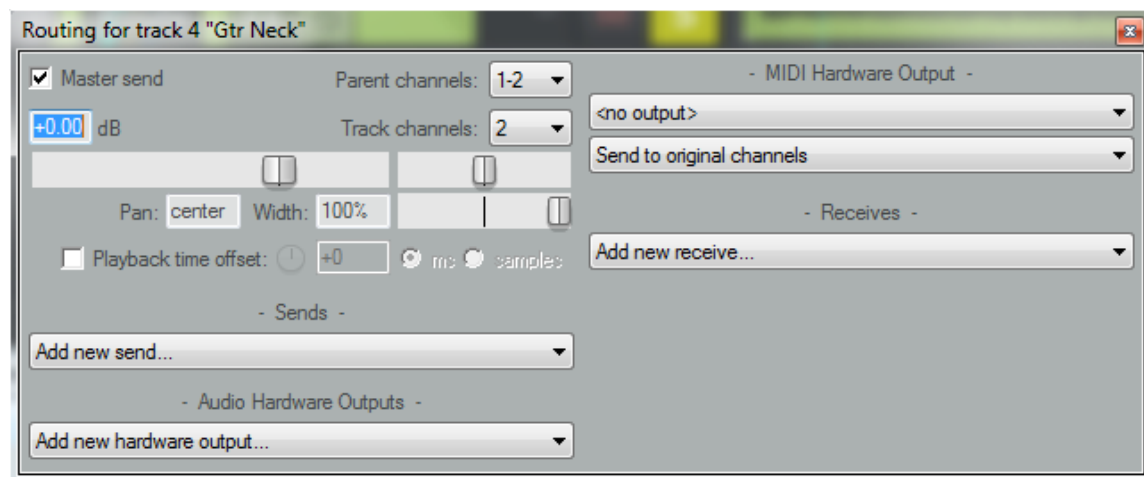 Routing for track 4 "Gtr Neck"
Master send Parent channels: 1-2
+0.00 dB Track channels: 2
Pan: center Width: 100%
Playback time offset: +0 ms samples
- Sends -
Add new send...
- Audio Hardware Outputs -
Add new hardware output...
- MIDI Hardware Output -
<no output>
Send to original channels
- Receives -
Add new receive...